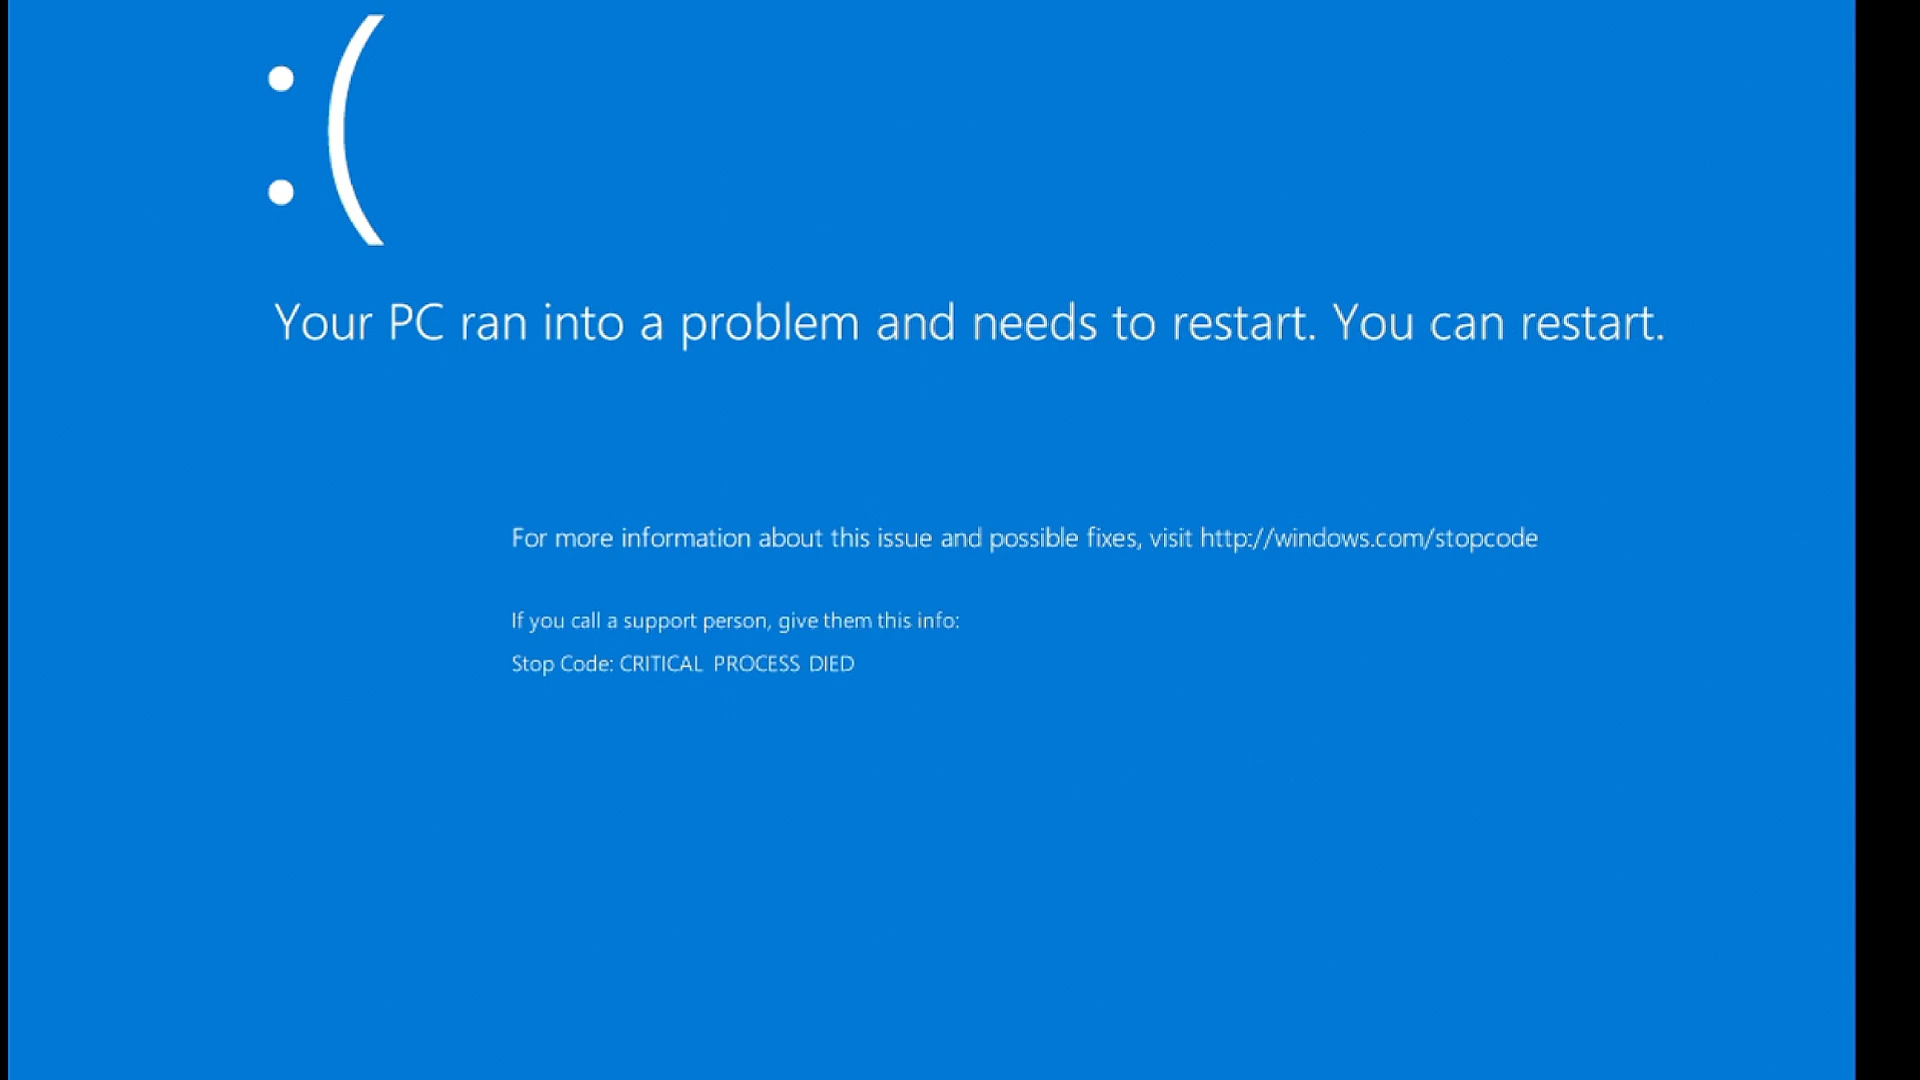 :(
Your PC ran into a problem and needs to restart. You can restart.
For more information about this issue and possible fixes, visit http://windows.com/stopcode
If you call a support person, give them this info:
Stop Code: CRITICAL PROCESS DIED